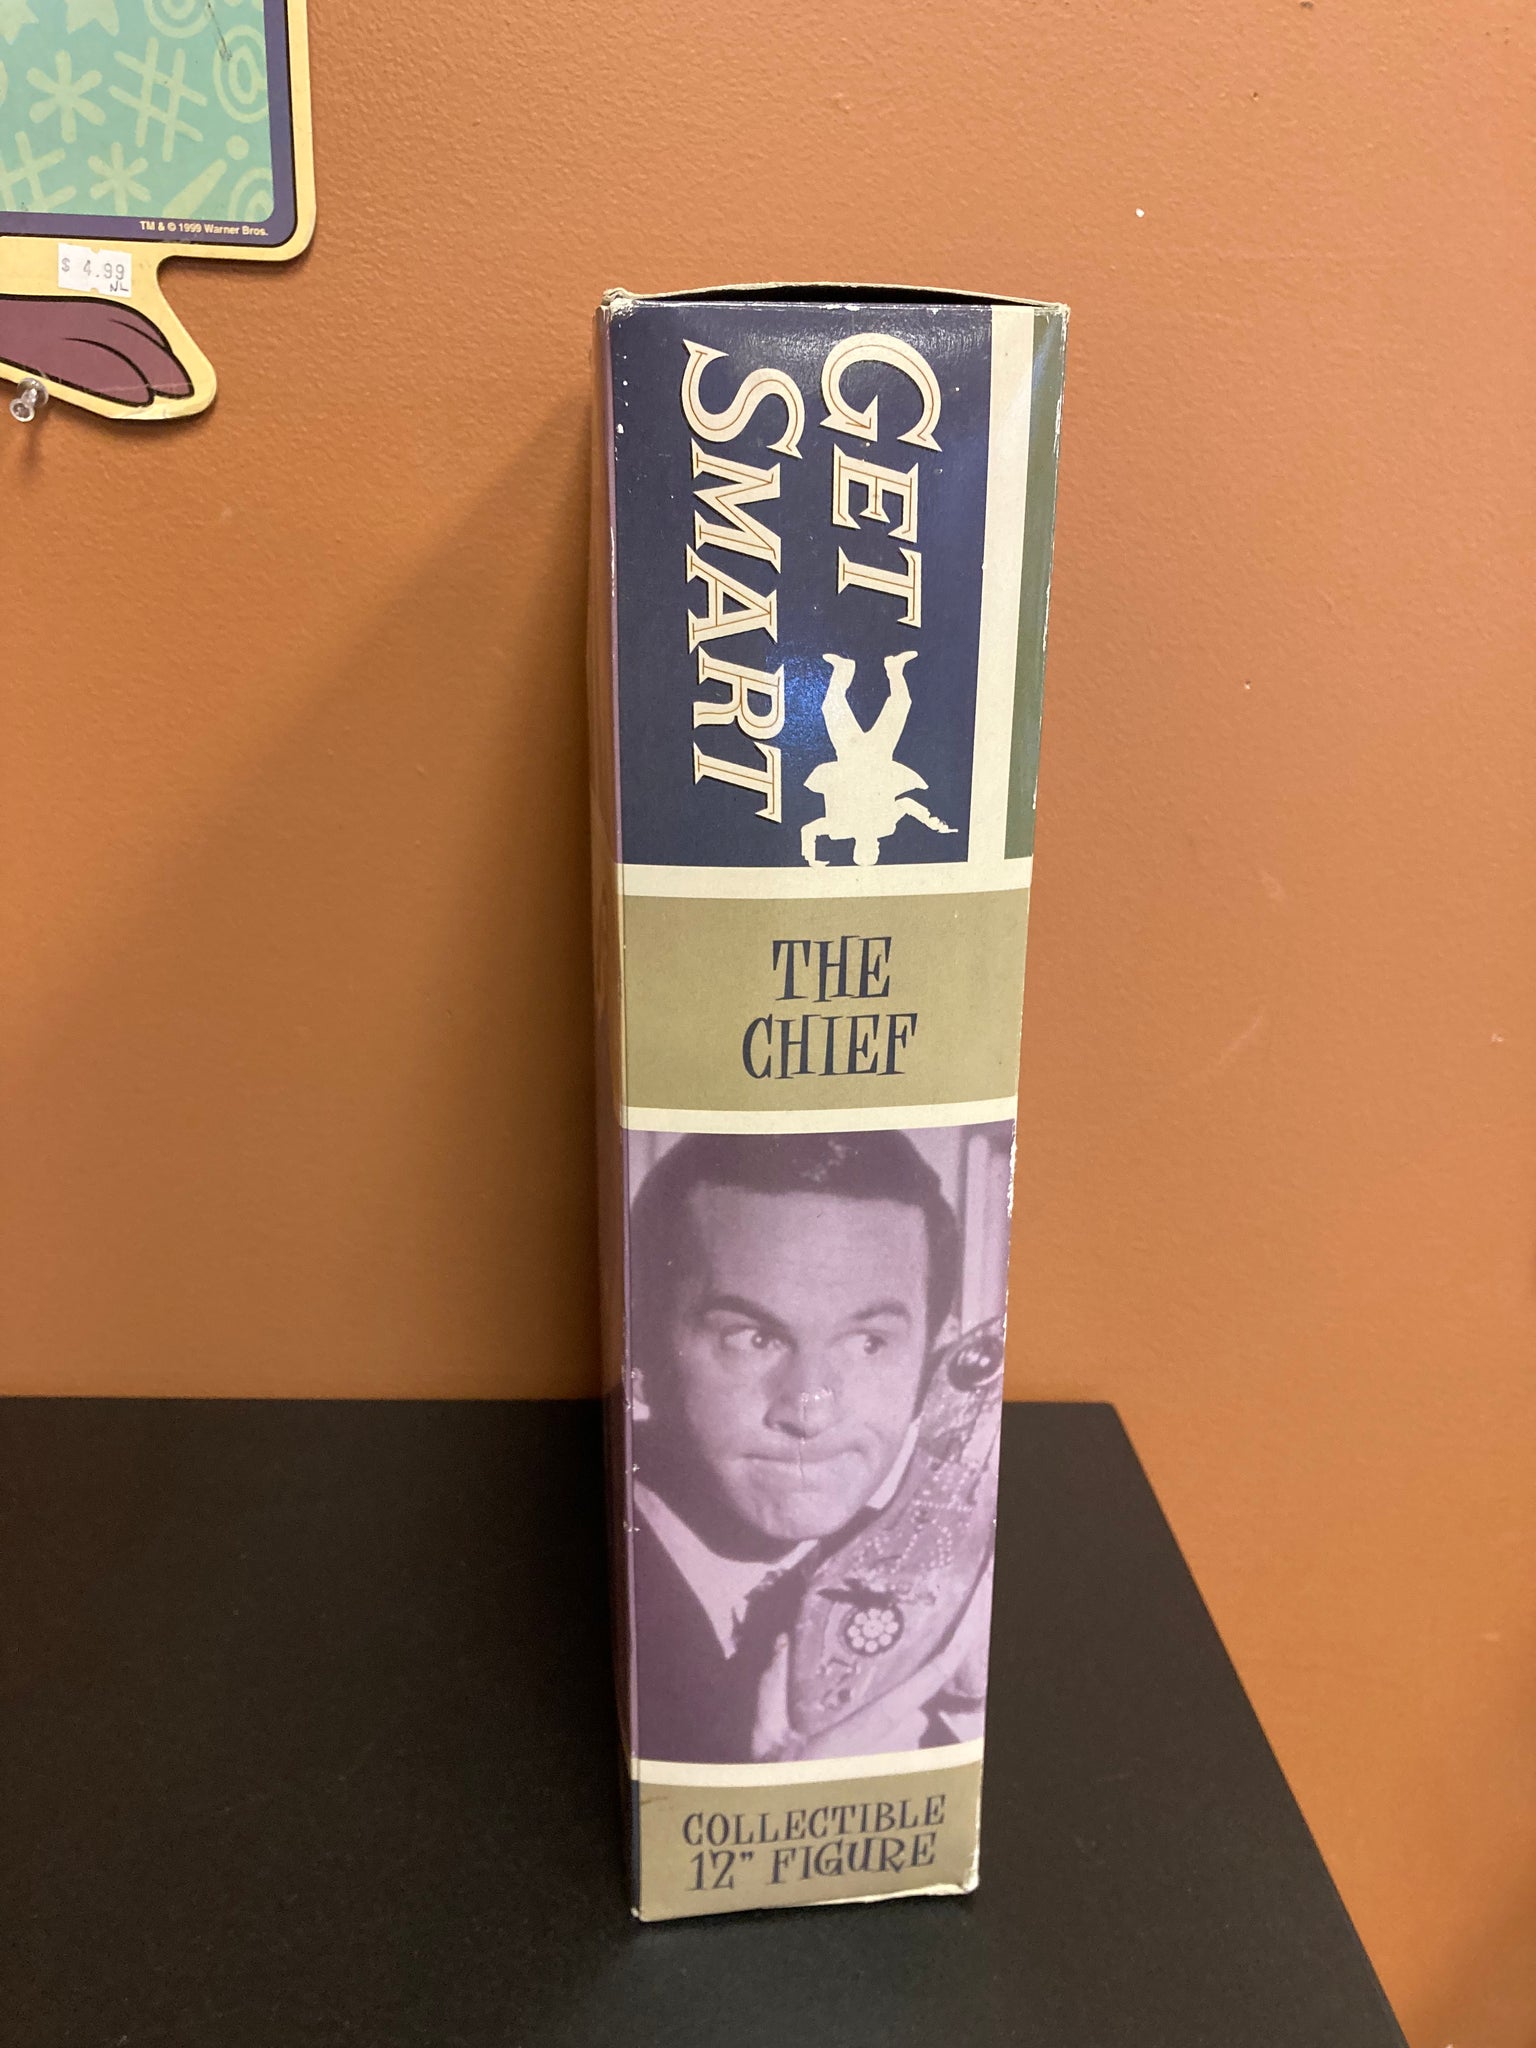 TM & © 1999 Warner Bros.
$ 4.99
NL
GET
SMART
THE
CHIEF
COLLECTIBLE
12" FIGURE